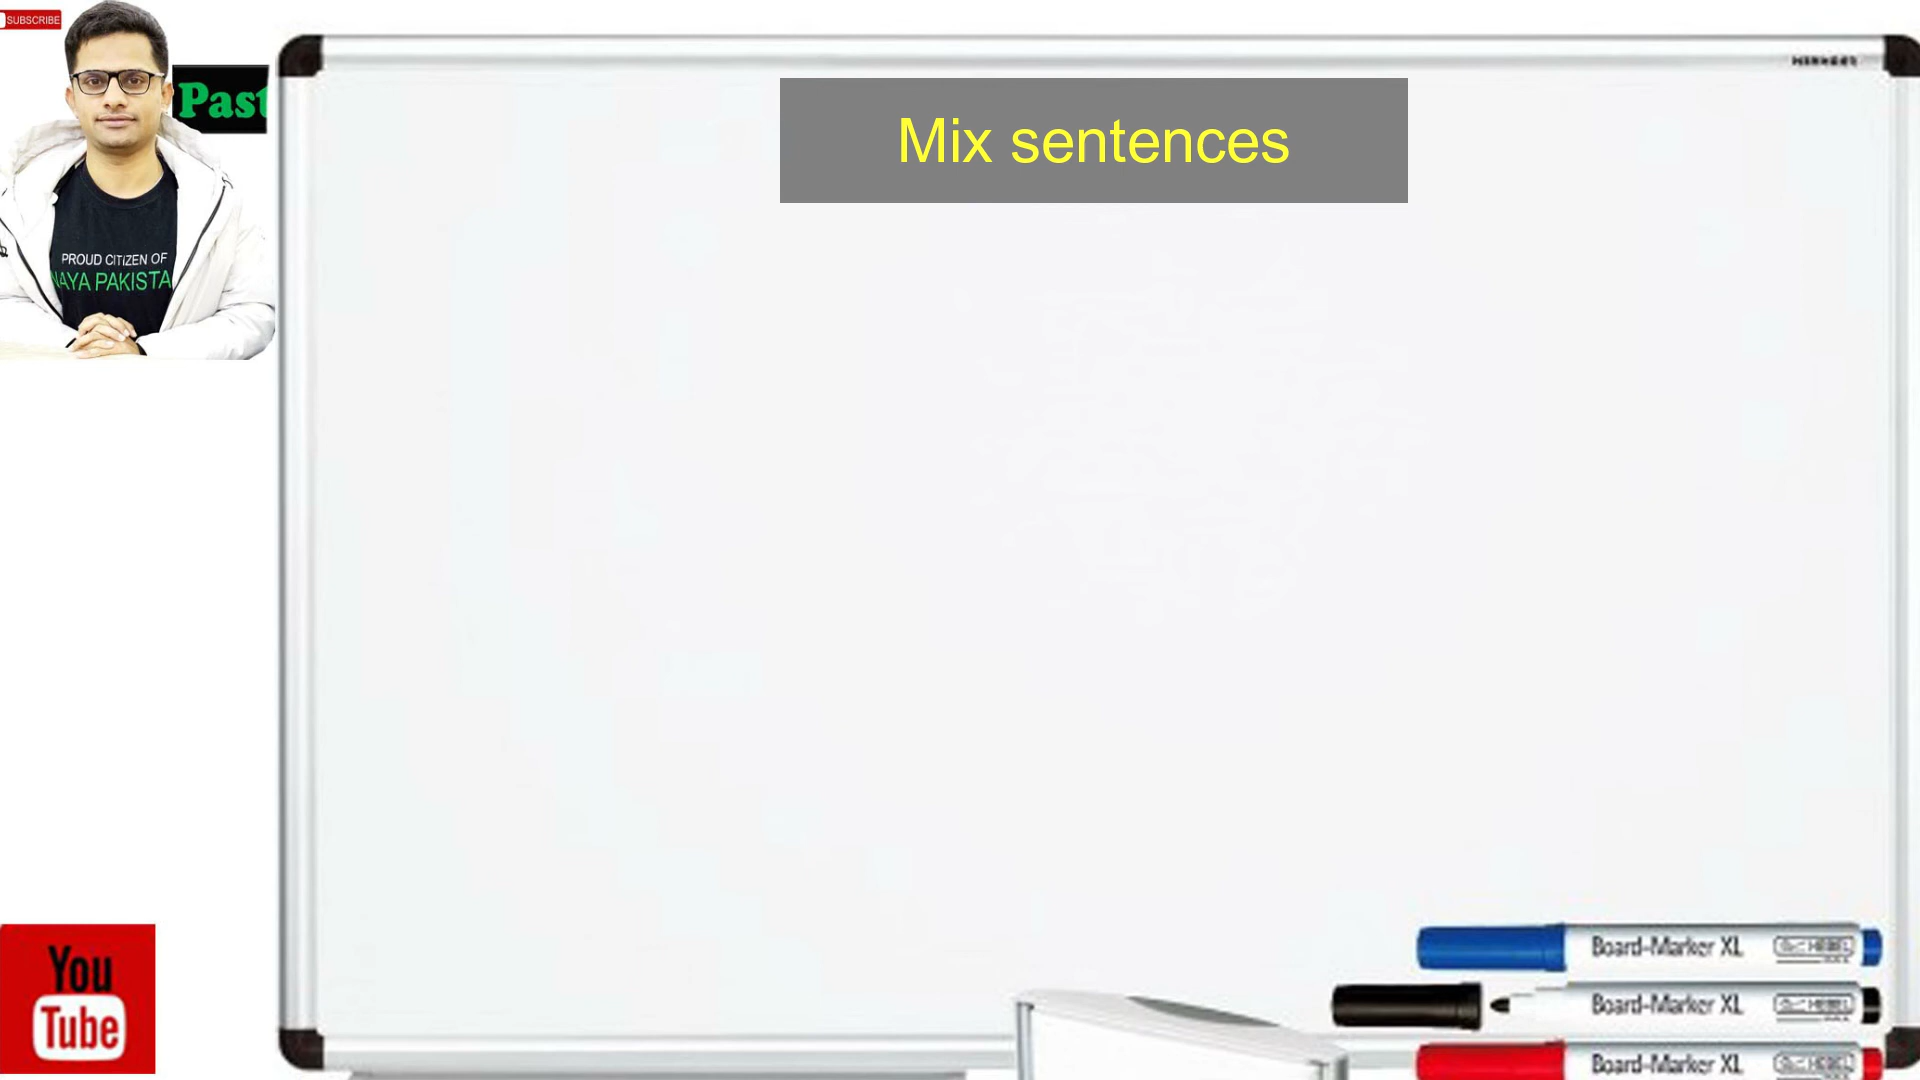 SUBSCRIBE
Past
Mix sentences
PROUD CITIZEN OF
NAYA PAKISTA
You
Tube
Board-Marker XL
Board-Marker XL
Board-Marker XL